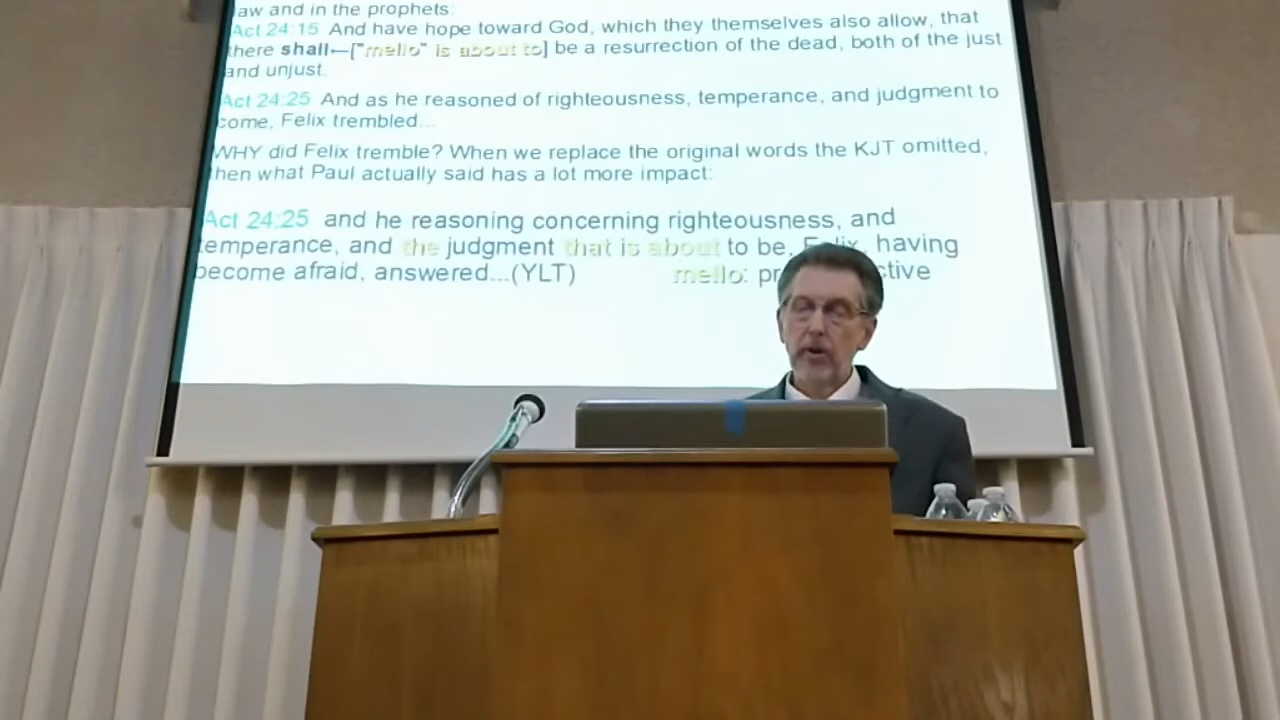 aw and in the prophets:
Act 24:15 And have hope toward God, which they themselves also allow, that
there shall←["mello" is about to] be a resurrection of the dead, both of the just
and unjust.
Act 24:25 And as he reasoned of righteousness, temperance, and judgment to
come, Felix trembled...
WHY did Felix tremble? When we replace the original words the KJT omitted,
then what Paul actually said has a lot more impact:
Act 24:25 and he reasoning concerning righteousness, and
temperance, and the judgment that is about to be, Felix, having
become afraid, answered...(YLT) mello: